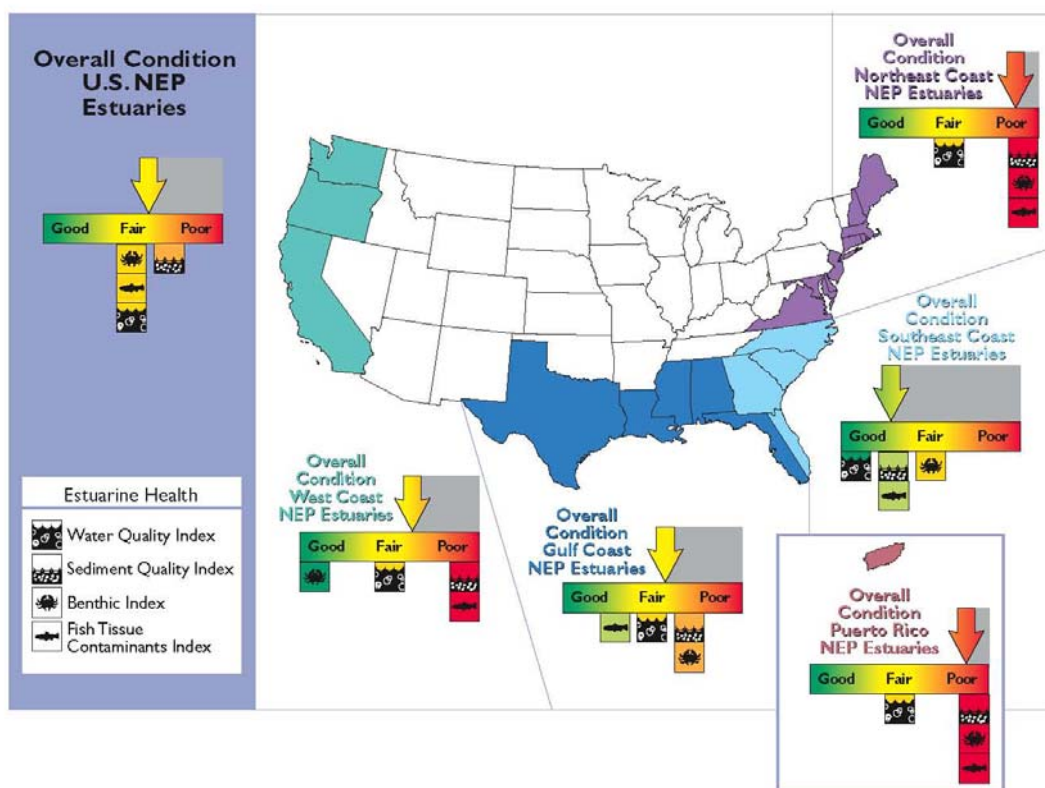 Overall Condition
U.S. NEP
Estuaries
Good Fair Poor
Estuarine Health
Water Quality Index
Sediment Quality Index
Benthic Index
Fish Tissue
Contaminants Index
Overall
Condition
Northeast Coast
NEP Estuaries
Good Fair Poor
Overall
Condition
Southeast Coast
NEP Estuaries
Good Fair Poor
Overall
Condition
West Coast
NEP Estuaries
Good Fair Poor
Overall
Condition
Gulf Coast
NEP Estuaries
Good Fair Poor
Overall
Condition
Puerto Rico
NEP Estuaries
Good Fair Poor